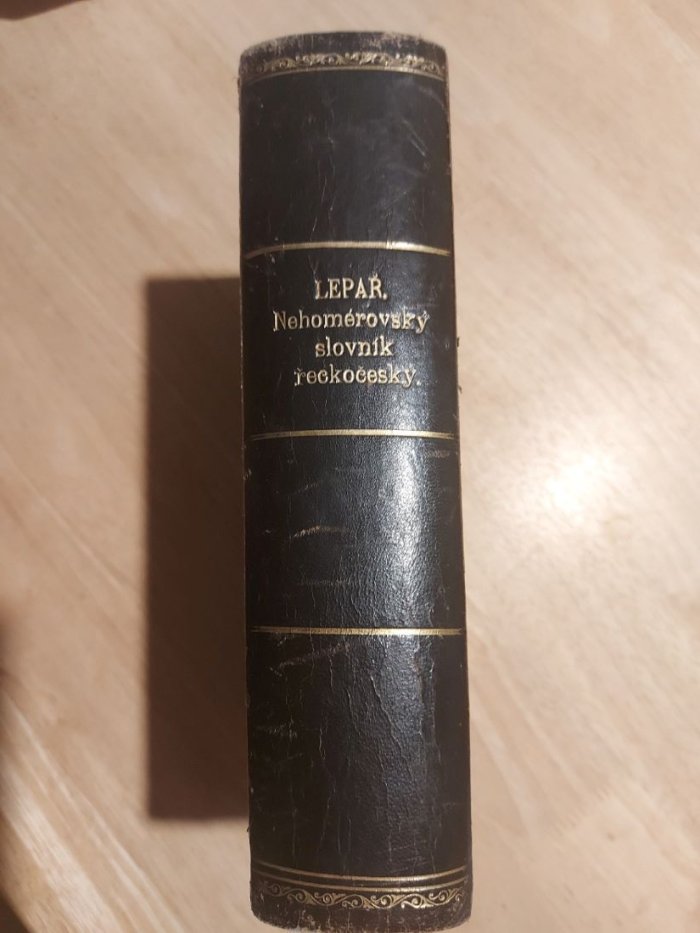 LEPAŘ.
Nehomérovský
slovník
řeckočeský.